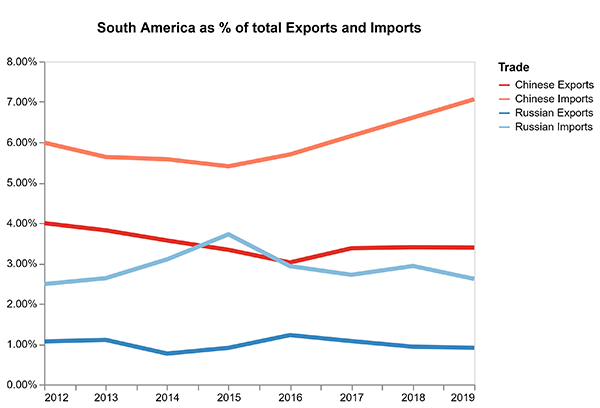 South America as % of total Exports and Imports
8.00%
7.00%
6.00%
5.00%
4.00%
3.00%
2.00%
1.00%
0.00%
2012 2013 2014 2015 2016 2017 2018 2019
Trade
Chinese Exports
Chinese Imports
Russian Exports
Russian Imports